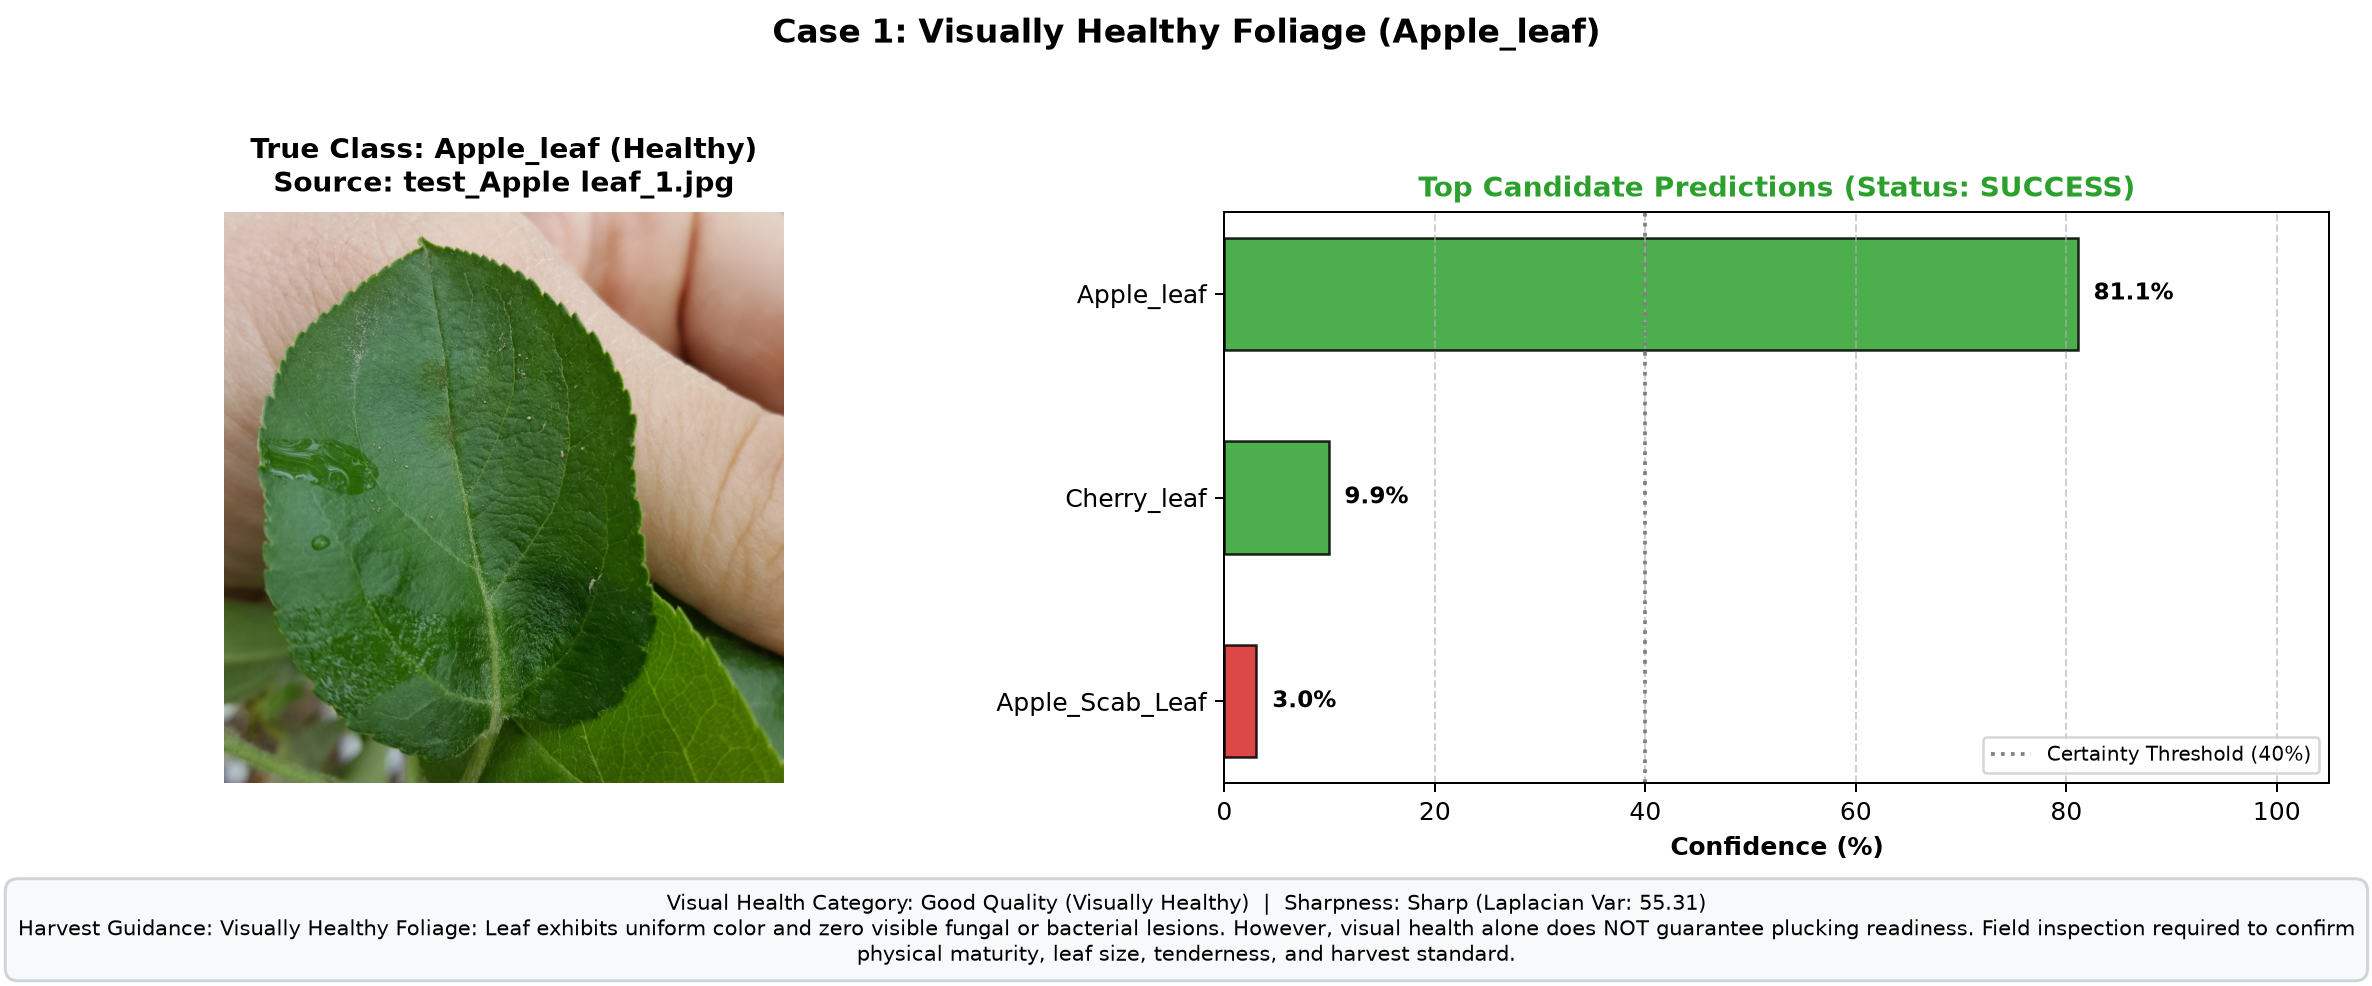 Case 1: Visually Healthy Foliage (Apple_leaf)
True Class: Apple_leaf (Healthy)
Source: test_Apple leaf_1.jpg
Top Candidate Predictions (Status: SUCCESS)
Apple_leaf
81.1%
Cherry_leaf
9.9%
Apple_Scab_Leaf
3.0%
Certainty Threshold (40%)
0 20 40 60 80 100
Confidence (%)
Visual Health Category: Good Quality (Visually Healthy) | Sharpness: Sharp (Laplacian Var: 55.31)
Harvest Guidance: Visually Healthy Foliage: Leaf exhibits uniform color and zero visible fungal or bacterial lesions. However, visual health alone does NOT guarantee plucking readiness. Field inspection required to confirm
physical maturity, leaf size, tenderness, and harvest standard.